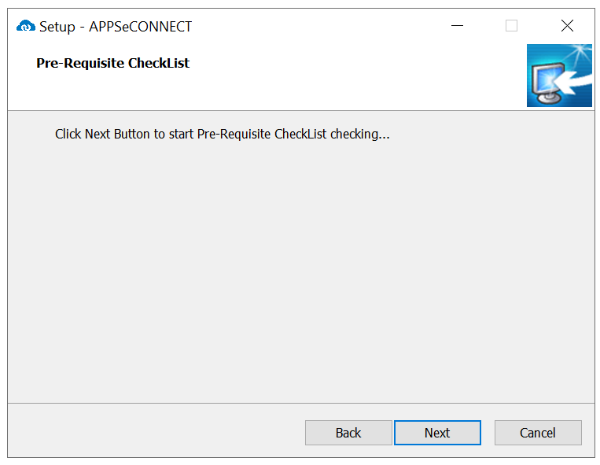 Setup - APPSeCONNECT
Pre-Requisite CheckList
Click Next Button to start Pre-Requisite CheckList checking...
Back
Next
Cancel